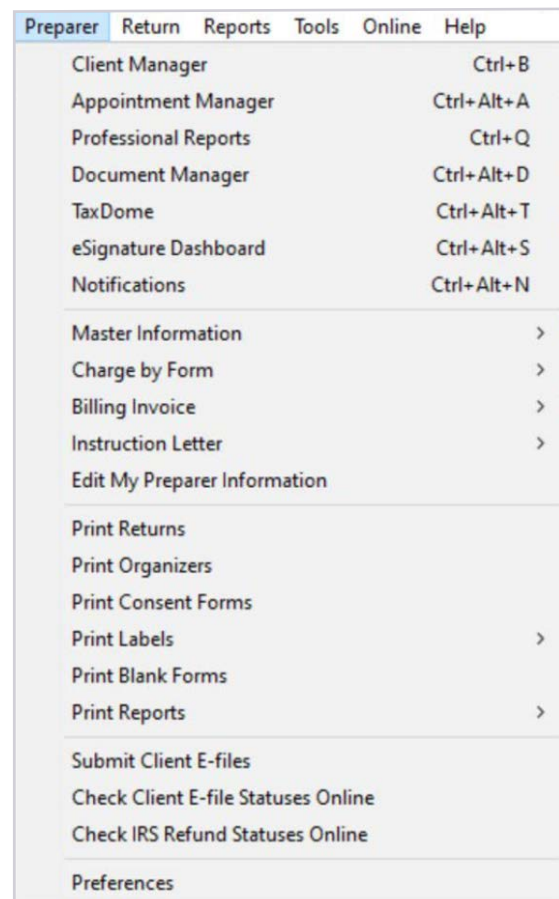 Preparer Return Reports Tools Online Help
Client Manager Ctrl+B
Appointment Manager Ctrl+Alt+A
Professional Reports Ctrl+Q
Document Manager Ctrl+Alt+D
TaxDome Ctrl+Alt+T
eSignature Dashboard Ctrl+Alt+S
Notifications Ctrl+Alt+N
Master Information >
Charge by Form >
Billing Invoice >
Instruction Letter >
Edit My Preparer Information
Print Returns
Print Organizers
Print Consent Forms
Print Labels >
Print Blank Forms
Print Reports >
Submit Client E-files
Check Client E-file Statuses Online
Check IRS Refund Statuses Online
Preferences